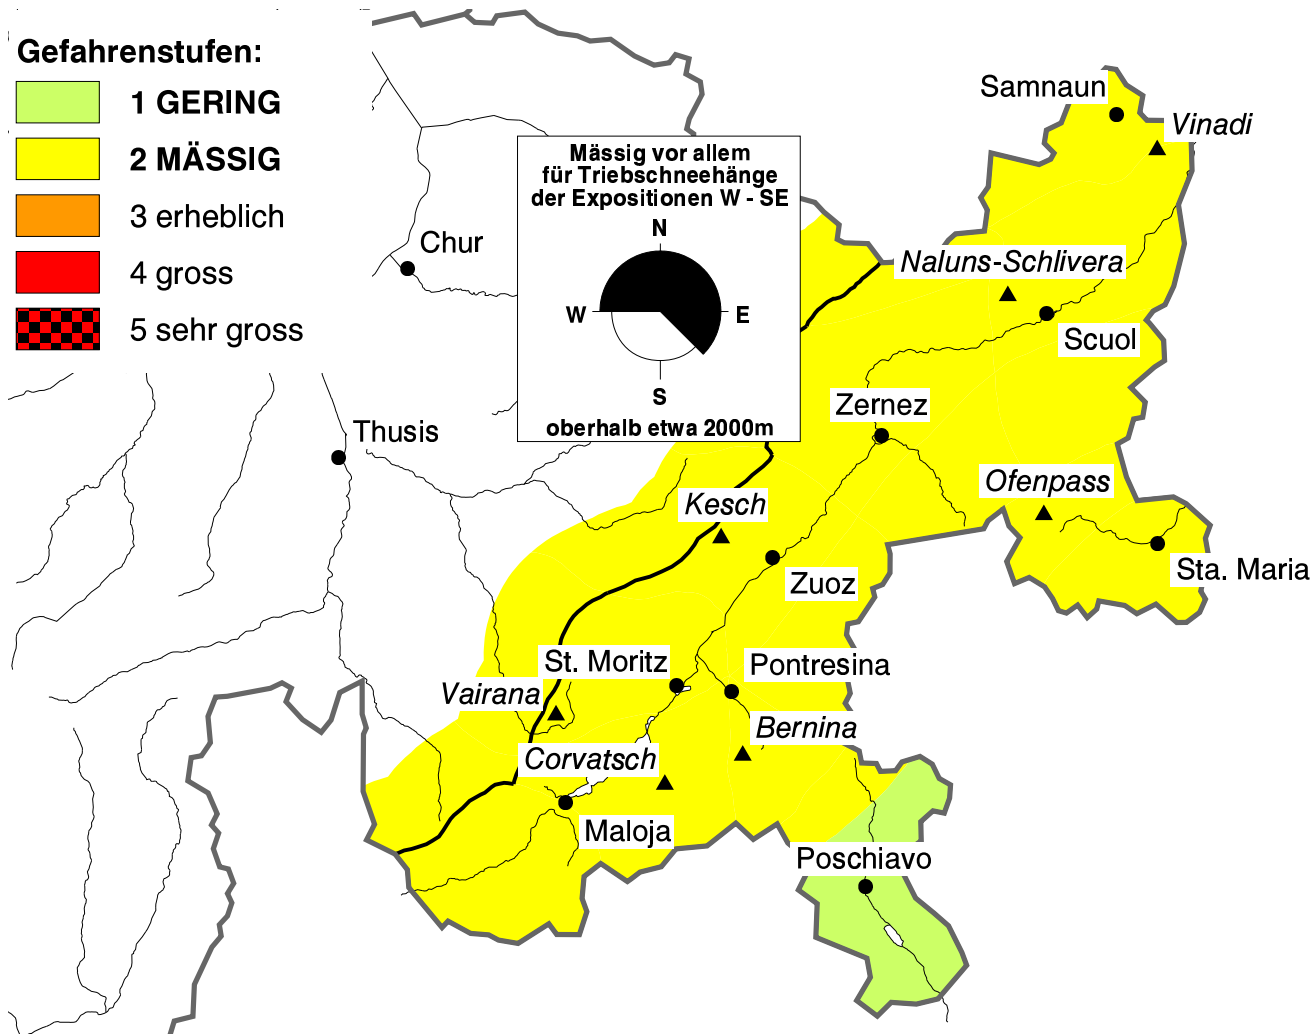 Gefahrenstufen:
1 GERING
2 MÄSSIG
3 erheblich
4 gross
5 sehr gross
Mässig vor allem
für Triebschneehänge
der Expositionen W - SE
N
W
E
S
oberhalb etwa 2000m
Samnaun
Vinadi
Chur
Naluns-Schlivera
Scuol
Zernez
Thusis
Ofenpass
Kesch
Sta. Maria
Zuoz
St. Moritz
Pontresina
Vairana
Bernina
Corvatsch
Maloja
Poschiavo